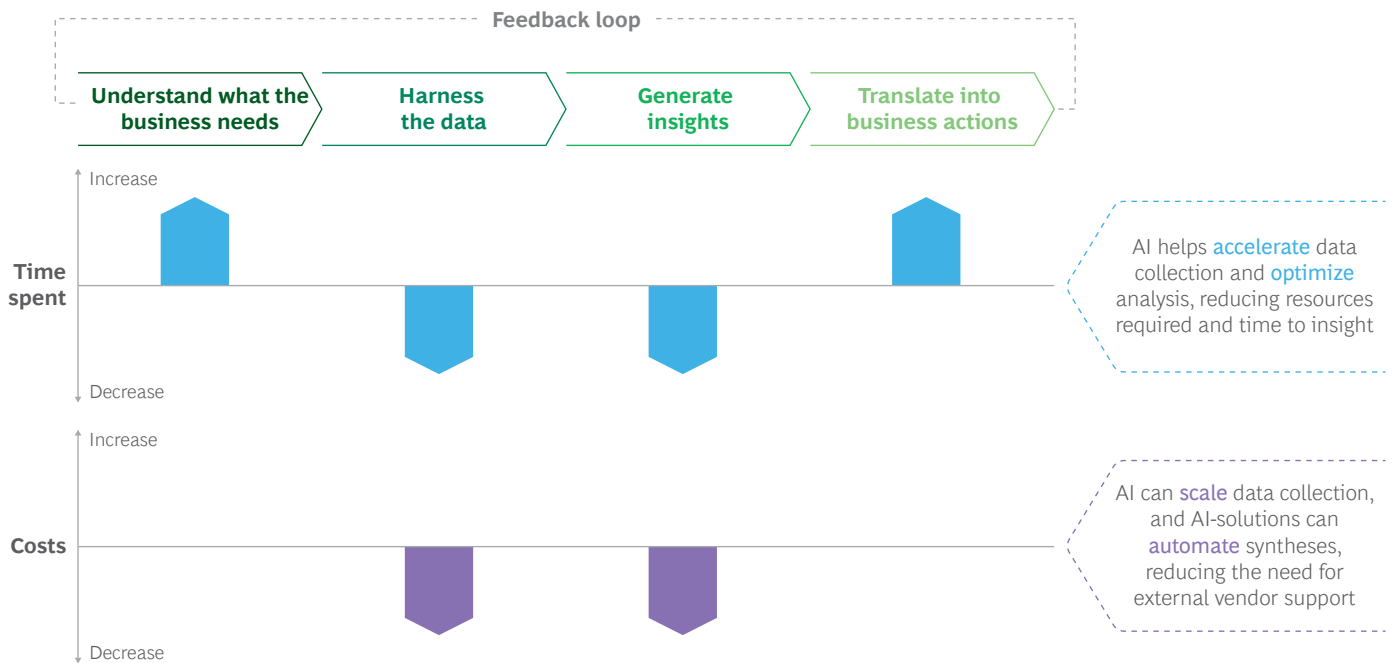 Feedback loop
Understand what the
business needs
Harness
the data
Generate
insights
Translate into
business actions
Increase
Time
spent
Decrease
AI helps accelerate data
collection and optimize
analysis, reducing resources
required and time to insight
Increase
Costs
Decrease
AI can scale data collection,
and AI-solutions can
automate syntheses,
reducing the need for
external vendor support